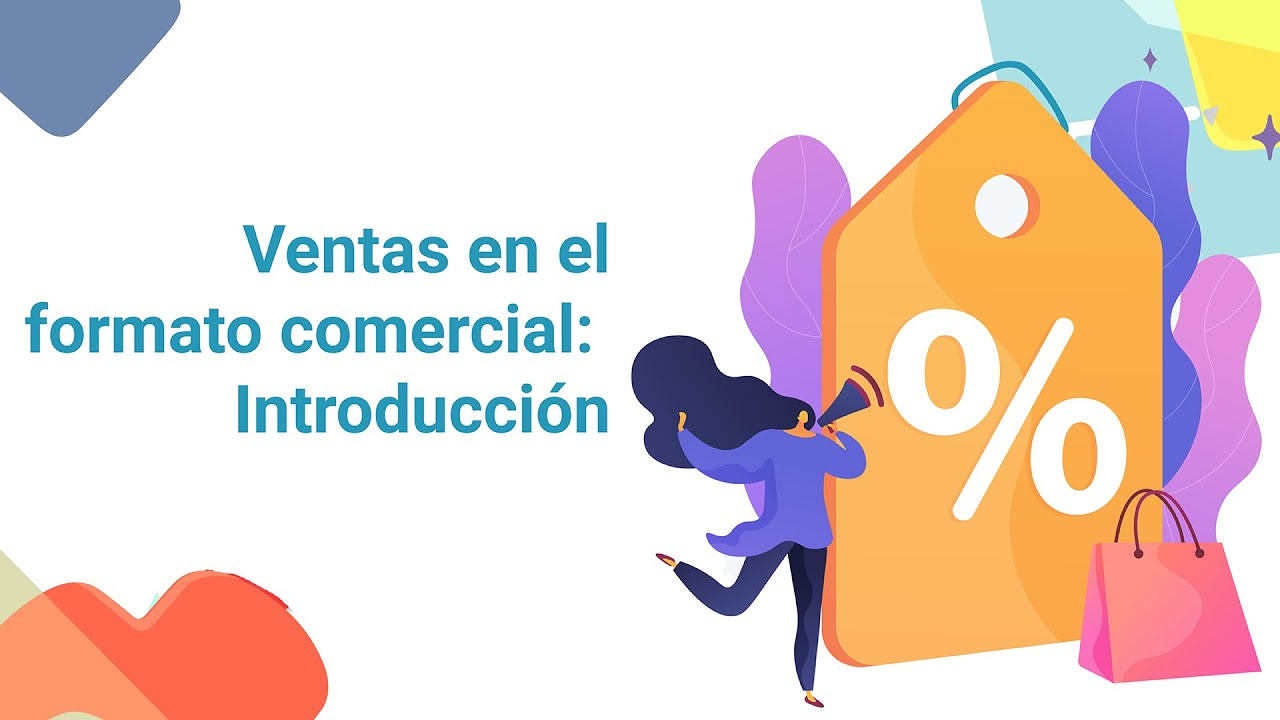 Ventas en el
formato comercial:
Introducción
%